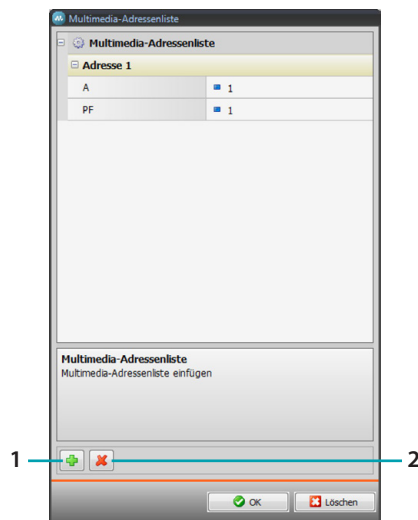 Multimedia-Adressenliste
Multimedia-Adressenliste
Adresse 1
A 1
PF 1
Multimedia-Adressenliste
Multimedia-Adressenliste einfügen
1 2
OK Löschen